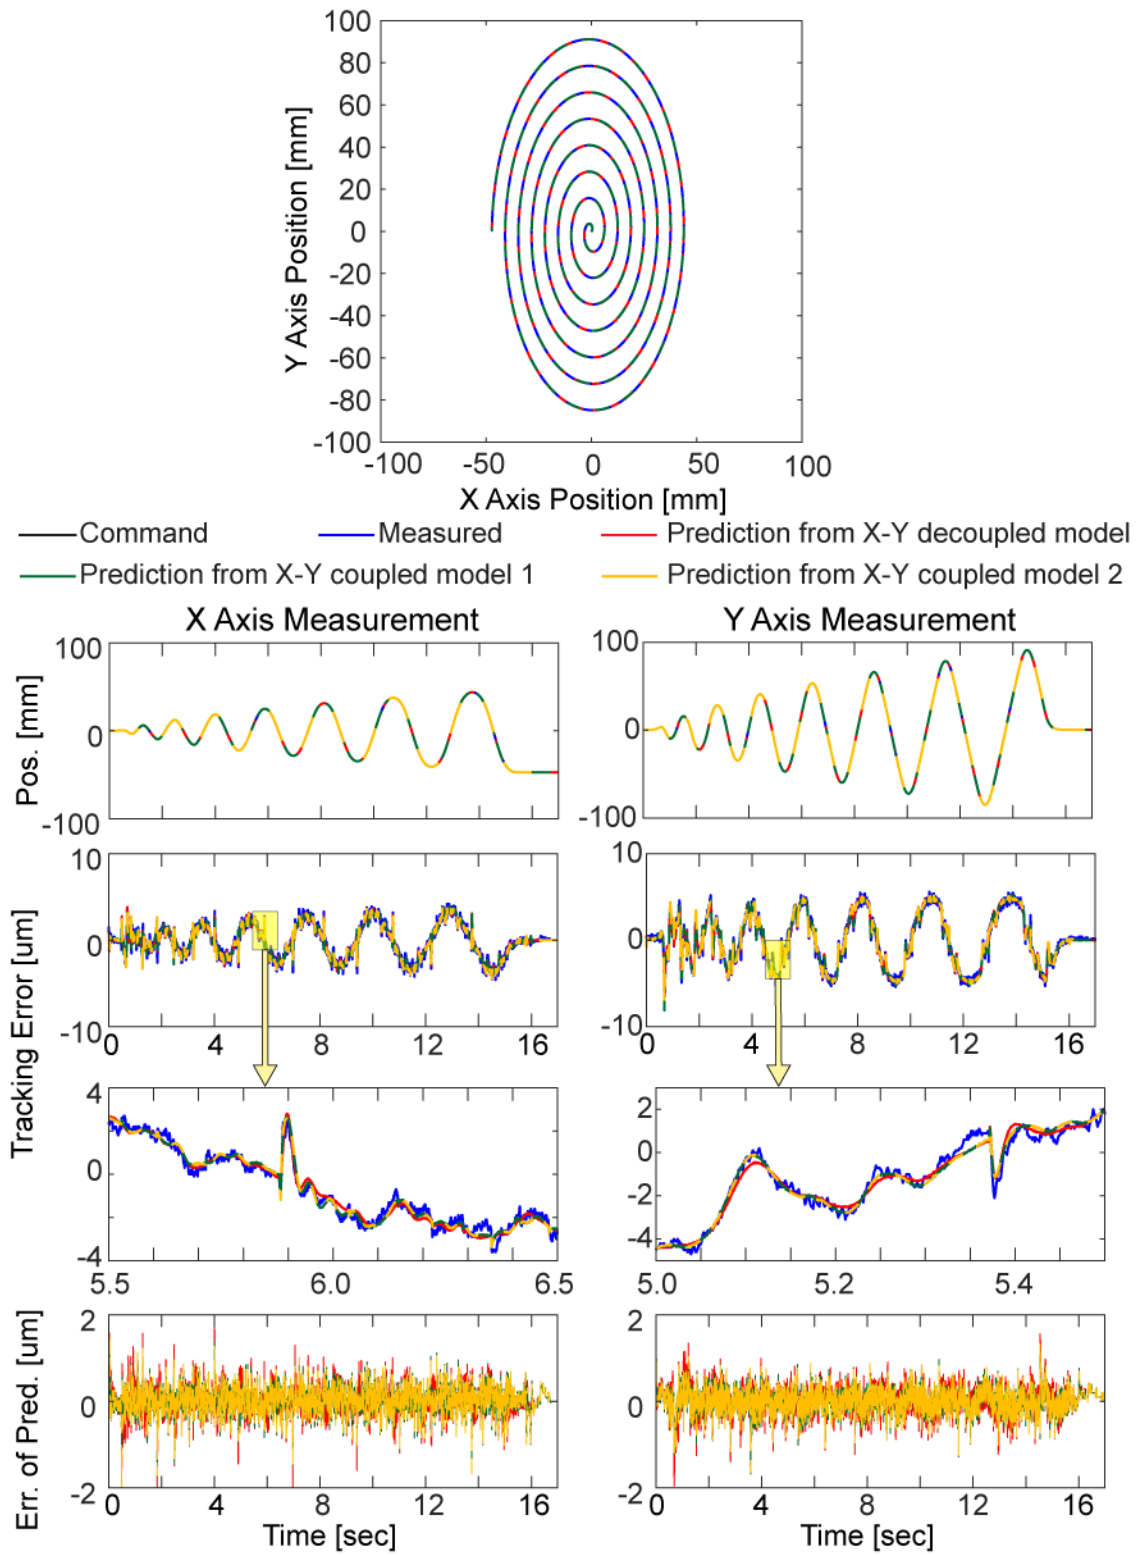 100
80
60
40
20
0
-20
-40
-60
-80
-100
Y Axis Position [mm]
-100 -50 0 50 100
X Axis Position [mm]
Command Measured Prediction from X-Y decoupled model
Prediction from X-Y coupled model 1 Prediction from X-Y coupled model 2
X Axis Measurement Y Axis Measurement
Pos. [mm]
100 100
0 0
-100 -100
Tracking Error [um]
10 10
0 0
-10 -10
0 4 8 12 16 0 4 8 12 16
4 2
0 0
-2
-4 -4
5.5 6.0 6.5 5.0 5.2 5.4
Err. of Pred. [um]
2 2
0 0
-2 -2
0 4 8 12 16 0 4 8 12 16
Time [sec] Time [sec]